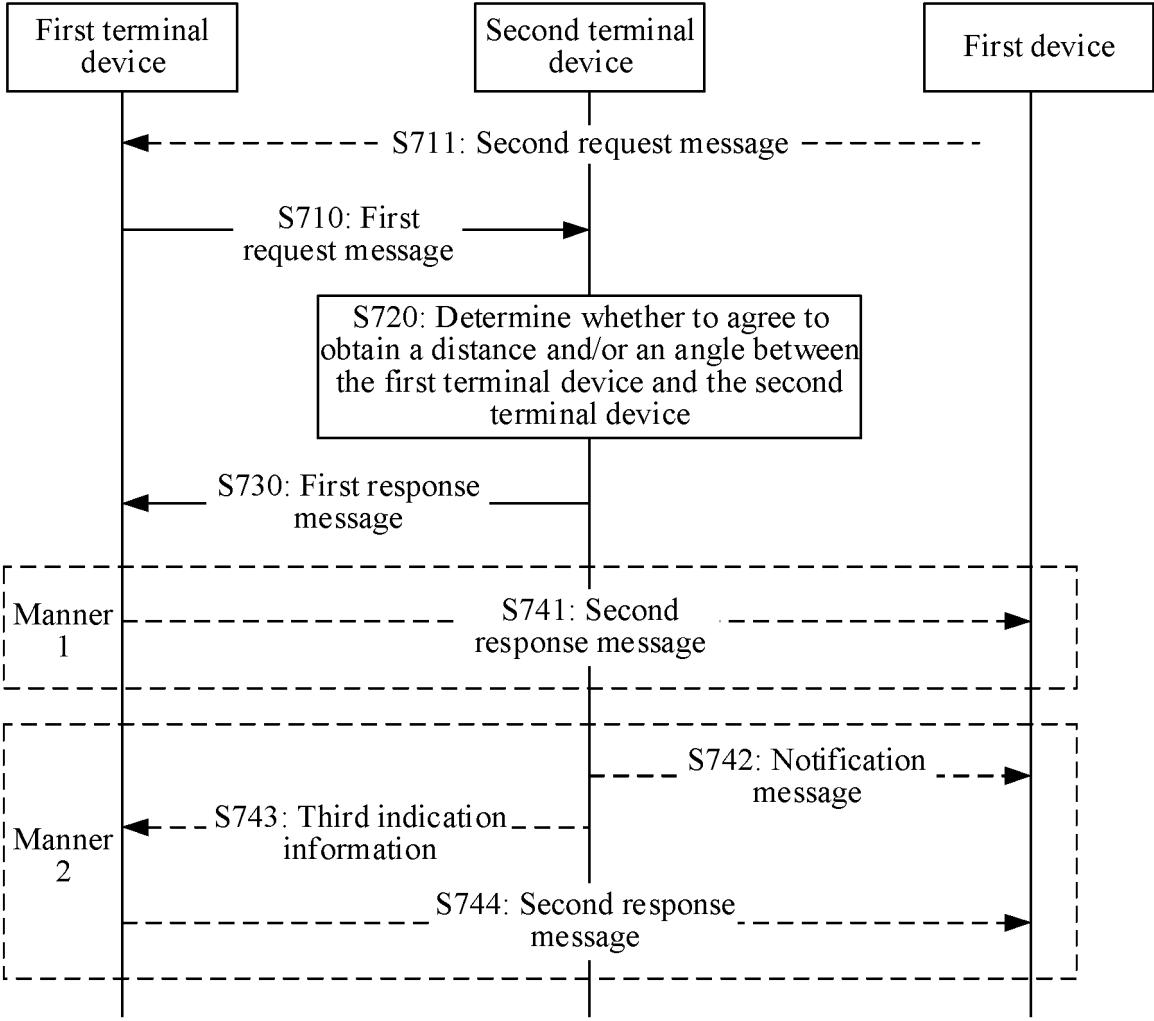 First terminal
device
Second terminal
device
First device
S711: Second request message
S710: First
request message
S720: Determine whether to agree to
obtain a distance and/or an angle between
the first terminal device and the second
terminal device
S730: First response
message
Manner
1
S741: Second
response message
Manner
2
S742: Notification
message
S743: Third indication
information
S744: Second response
message